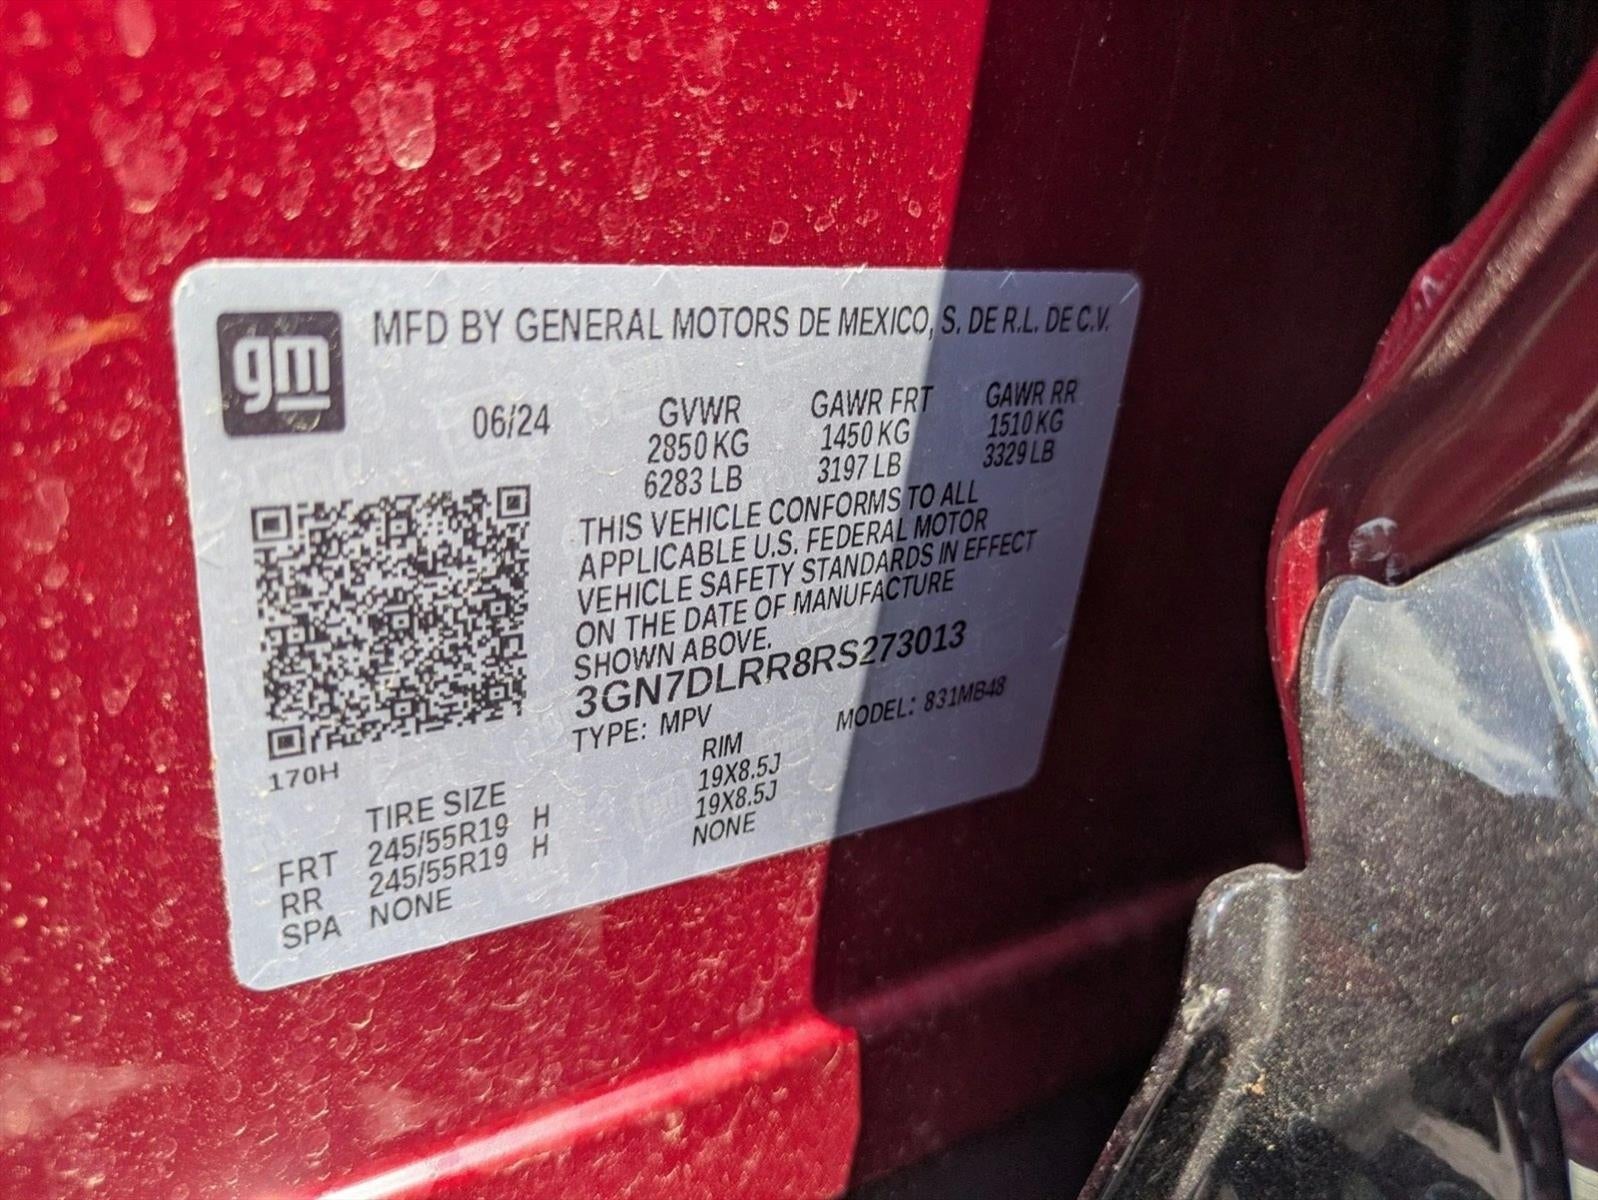 gm
MFD BY GENERAL MOTORS DE MEXICO, S. DE R.L. DE C.V.
06/24
GVWR
2850 KG
6283 LB
GAWR FRT
1450 KG
3197 LB
GAWR RR
1510 KG
3329 LB
THIS VEHICLE CONFORMS TO ALL
APPLICABLE U.S. FEDERAL MOTOR
VEHICLE SAFETY STANDARDS IN EFFECT
ON THE DATE OF MANUFACTURE
SHOWN ABOVE.
3GN7DLRR8RS273013
TYPE: MPV MODEL: 831MB48
170H
TIRE SIZE RIM
FRT 245/55R19 H 19X8.5J
RR 245/55R19 H 19X8.5J
SPA NONE NONE